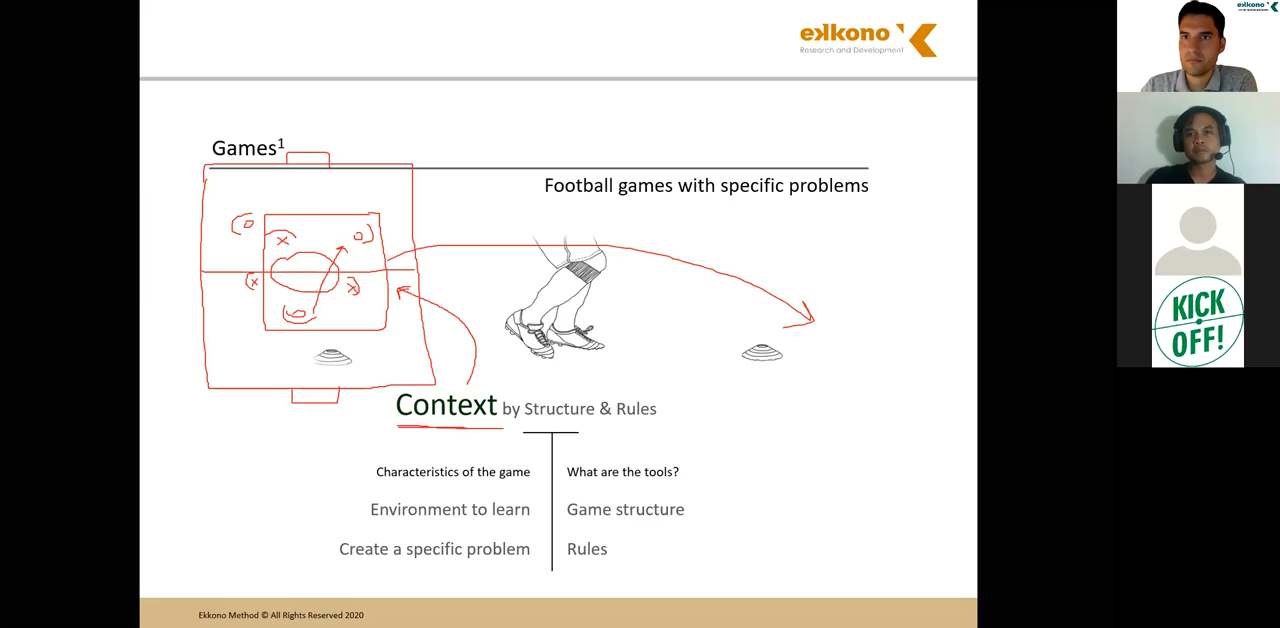 ekkono
Research and Development
ekkono
Games¹
Football games with specific problems
O
X
O
X
X
O
Context by Structure & Rules
Characteristics of the game
What are the tools?
Environment to learn
Game structure
Create a specific problem
Rules
KICK
OFF!
Ekkono Method © All Rights Reserved 2020